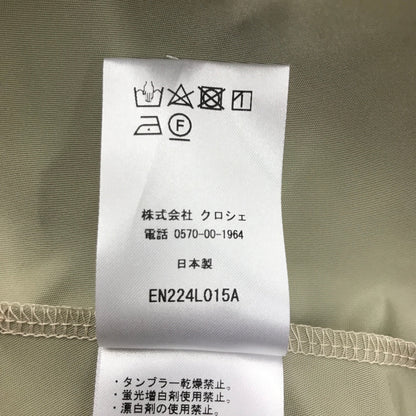 F
株式会社 クロシェ
電話 0570-00-1964
日本製
EN224L015A
・タンブラー乾燥禁止。
・蛍光増白剤使用禁止。
・漂白剤の使用禁止。